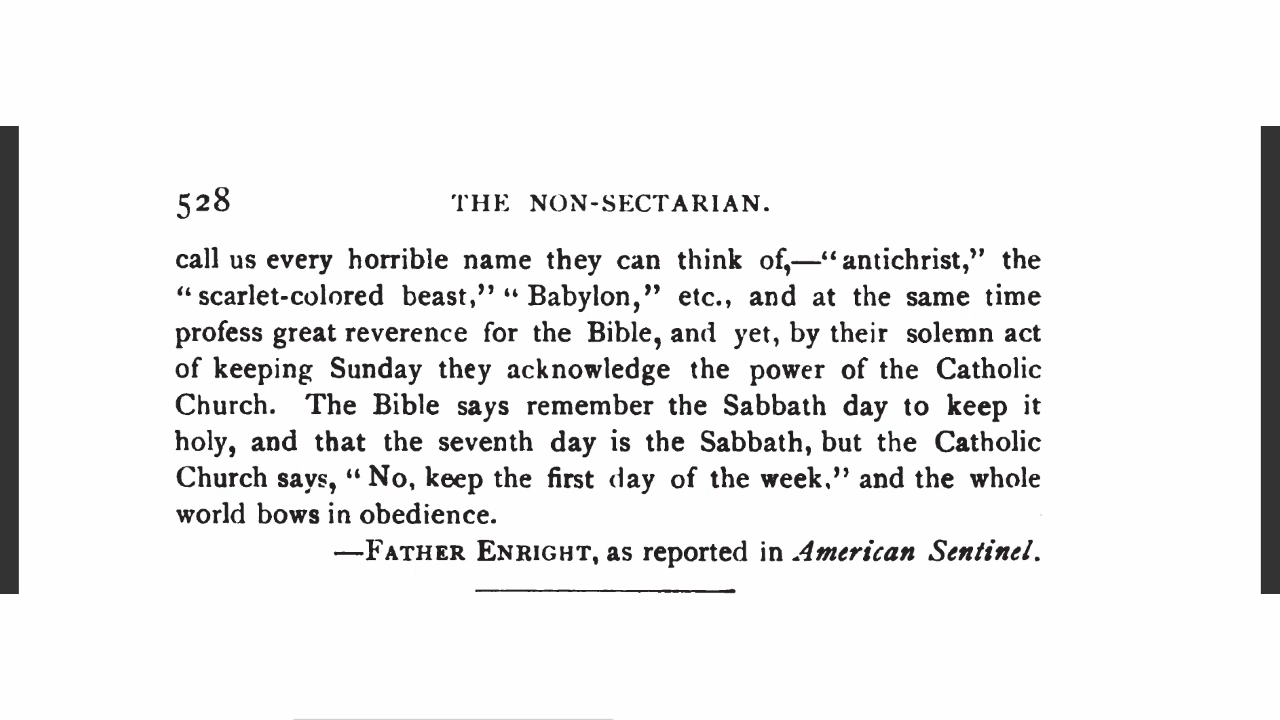 528 THE NON-SECTARIAN.
call us every horrible name they can think of,—“antichrist,” the
“scarlet-colored beast,” “Babylon,” etc., and at the same time
profess great reverence for the Bible, and yet, by their solemn act
of keeping Sunday they acknowledge the power of the Catholic
Church. The Bible says remember the Sabbath day to keep it
holy, and that the seventh day is the Sabbath, but the Catholic
Church says, “No, keep the first day of the week,” and the whole
world bows in obedience.
—FATHER ENRIGHT, as reported in American Sentinel.